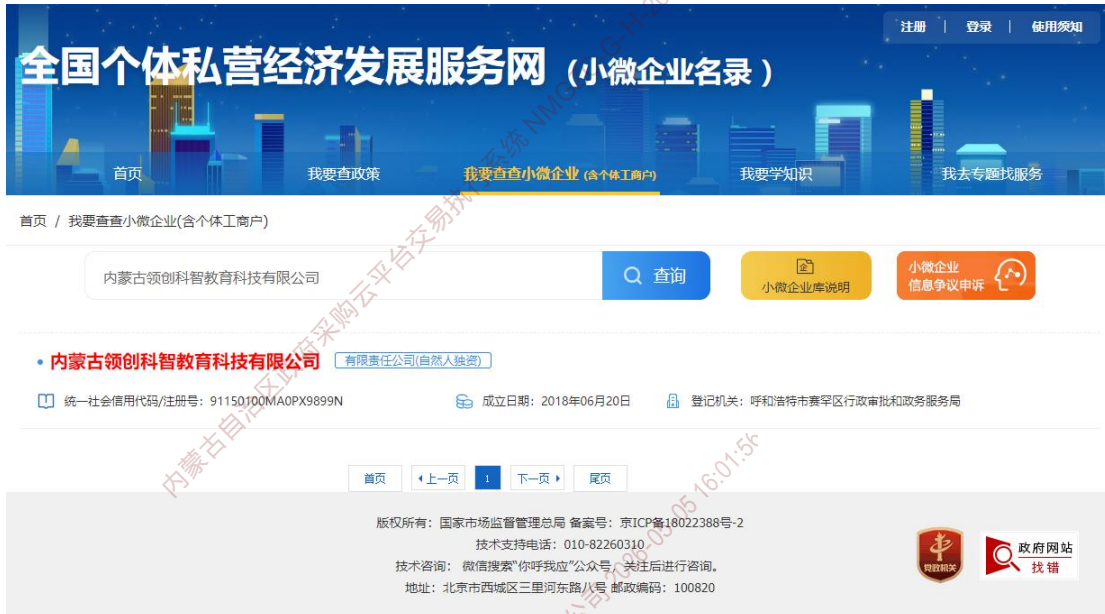 注册 | 登录 | 使用须知
全国个体私营经济发展服务网（小微企业名录）
首页 我要查政策 我要查查小微企业(含个体工商户) 我要学知识 我去专题找服务
首页 / 我要查查小微企业(含个体工商户)
内蒙古领创科智教育科技有限公司 查询 小微企业库说明 小微企业
信息争议申诉
内蒙古领创科智教育科技有限公司 有限责任公司(自然人独资)
统一社会信用代码/注册号：91150100MA0PX9899N 成立日期：2018年06月20日 登记机关：呼和浩特市赛罕区行政审批和政务服务局
首页 上一页 1 下一页 尾页
版权所有：国家市场监督管理总局 备案号：京ICP备18022388号-2
技术支持电话：010-82260310
技术咨询： 微信搜索“你呼我应”公众号，关注后进行咨询。
地址：北京市西城区三里河东路八号 邮政编码：100820
党政机关
政府网站
找错
内蒙古自治区政府采购云平台交易执行系统